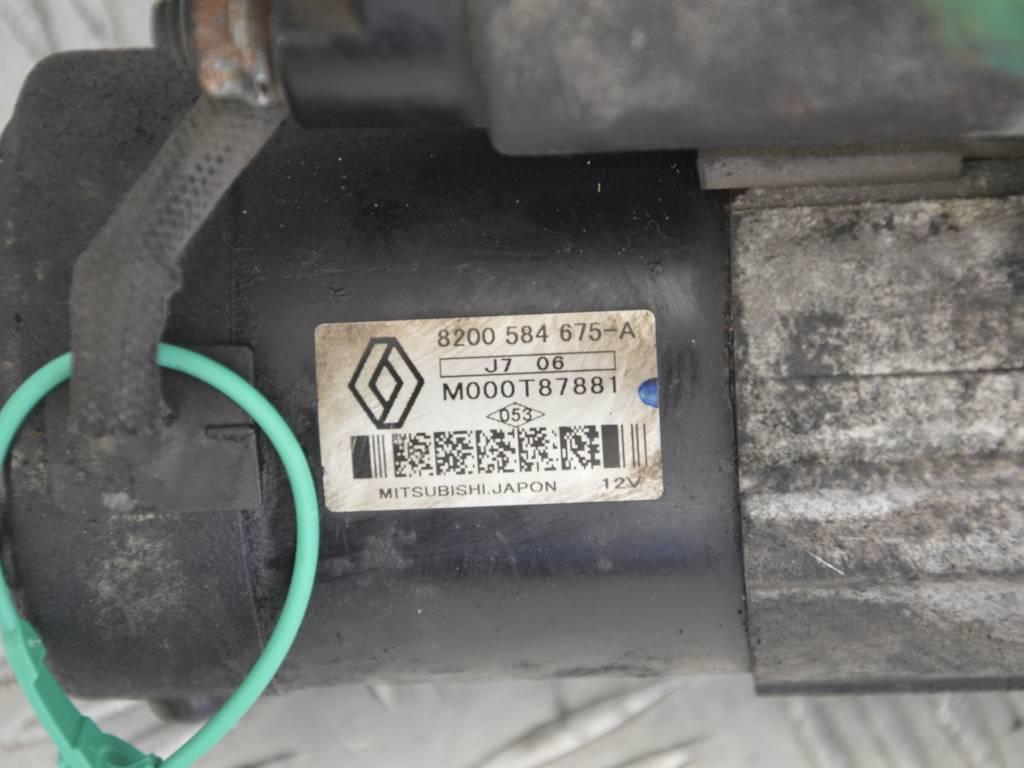 8200 584 675-A
J7 06
M000T87881
053
MITSUBISHI.JAPON 12V